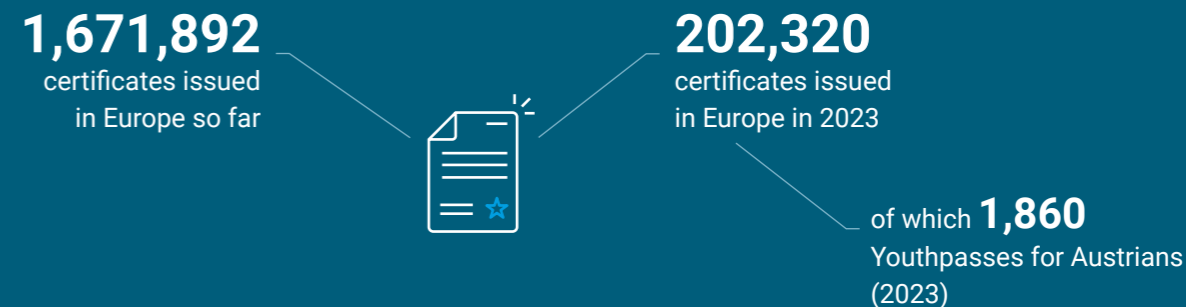 1,671,892
certificates issued
in Europe so far
202,320
certificates issued
in Europe in 2023
of which 1,860
Youthpasses for Austrians
(2023)